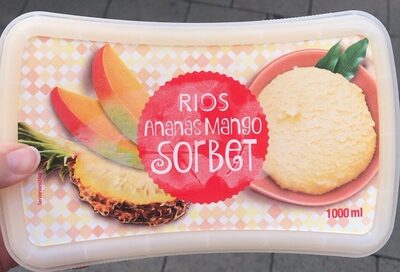 RIOS
Ananas Mango
SORBET
1000 ml